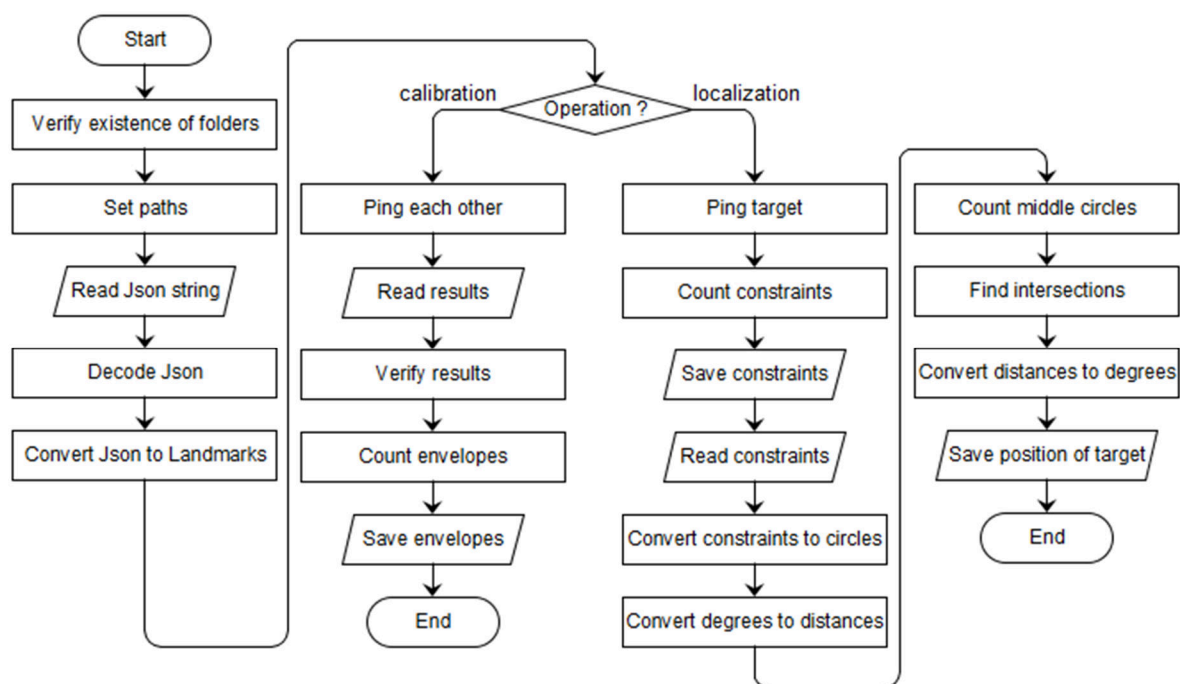 Start
Verify existence of folders
Set paths
Read Json string
Decode Json
Convert Json to Landmarks
Operation ?
calibration
Ping each other
Read results
Verify results
Count envelopes
Save envelopes
End
localization
Ping target
Count constraints
Save constraints
Read constraints
Convert constraints to circles
Convert degrees to distances
Count middle circles
Find intersections
Convert distances to degrees
Save position of target
End